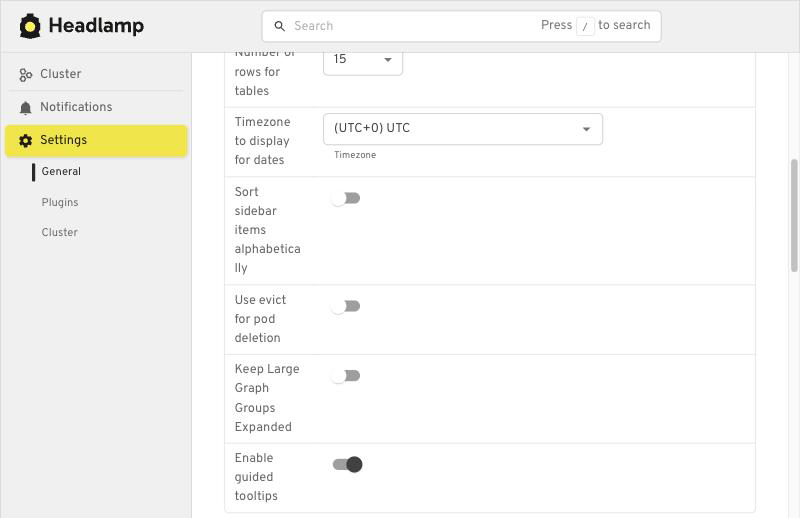 Headlamp
Search
Press / to search
Cluster
Notifications
Settings
General
Plugins
Cluster
Number of
rows for
tables
15
Timezone
to display
for dates
(UTC+0) UTC
Timezone
Sort
sidebar
items
alphabetica
lly
Use evict
for pod
deletion
Keep Large
Graph
Groups
Expanded
Enable
guided
tooltips